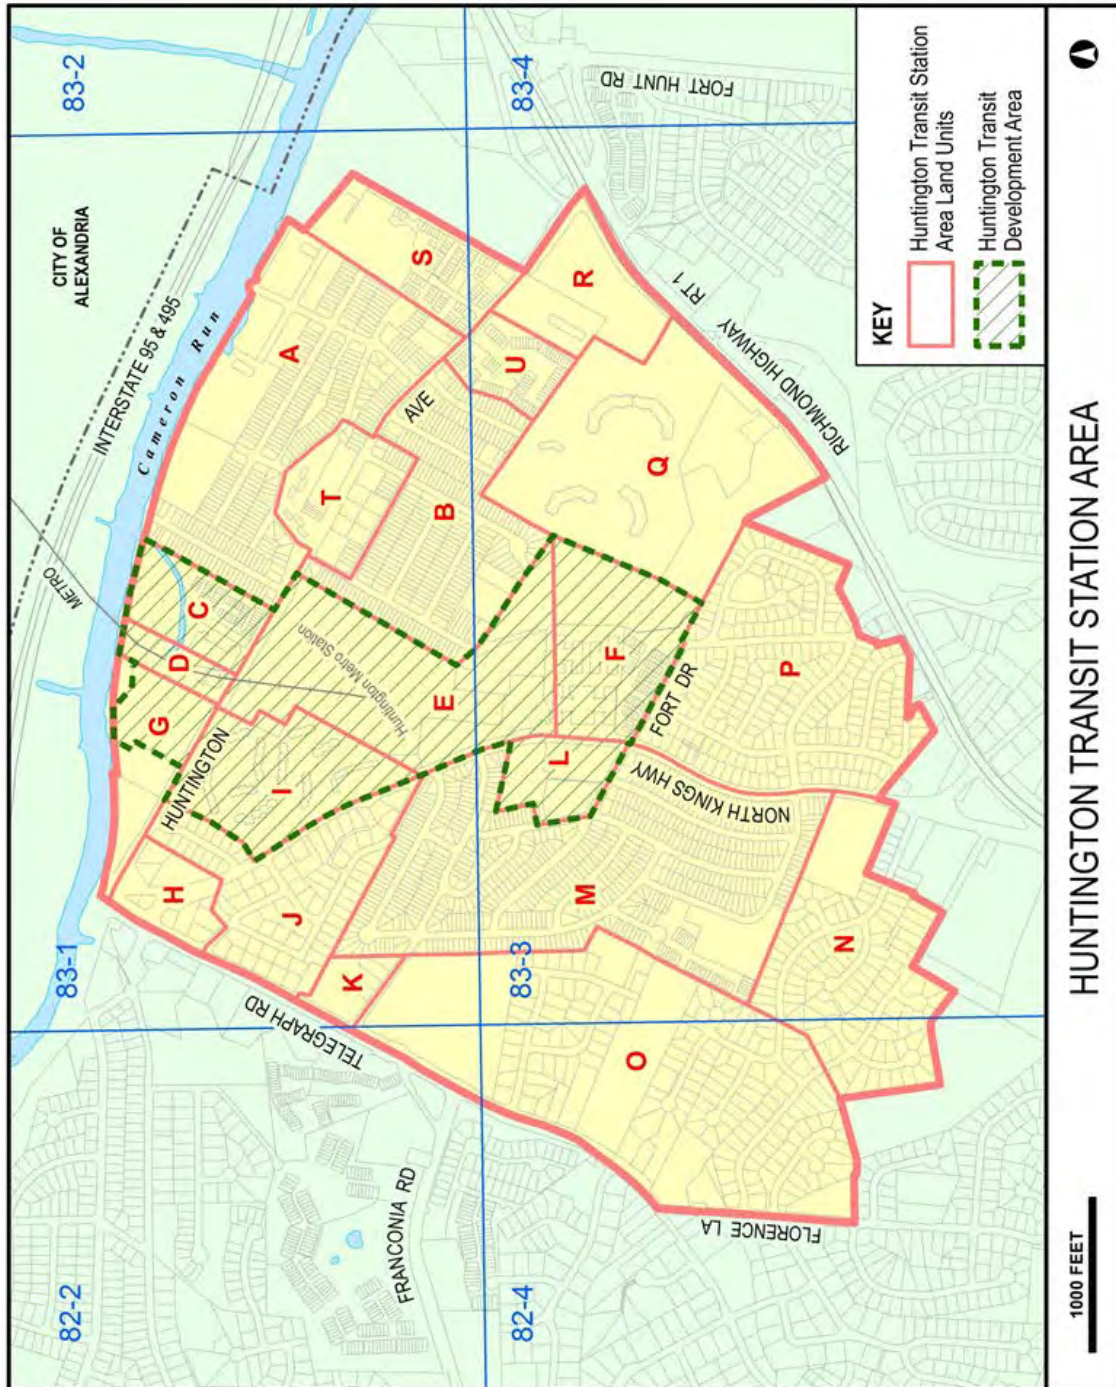 83-2
83-4
FORT HUNT RD
CITY OF
ALEXANDRIA
INTERSTATE 95 & 495
Cameron Run
METRO
A
S
R
RT 1
RICHMOND HIGHWAY
U
AVE
T
B
Q
C
D
G
Huntington Metro Station
E
F
FORT DR
P
L
NORTH KINGS HWY
HUNTINGTON
I
H
J
K
M
N
O
83-1
83-3
TELEGRAPH RD
FRANCONIA RD
FLORENCE LA
82-2
82-4
KEY
Huntington Transit Station
Area Land Units
Huntington Transit
Development Area
1000 FEET
HUNTINGTON TRANSIT STATION AREA